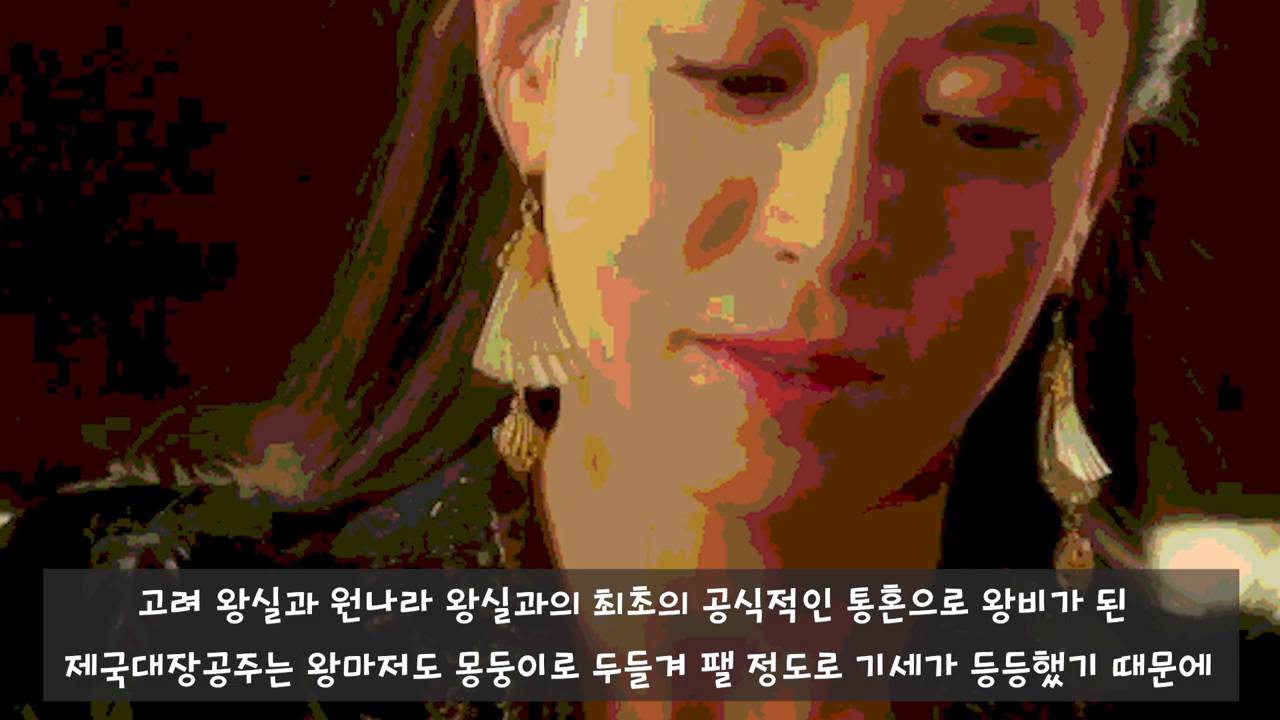 고려 왕실과 원나라 왕실과의 최초의 공식적인 통혼으로 왕비가 된
제국대장공주는 왕마저도 몽둥이로 두들겨 팰 정도로 기세가 등등했기 때문에